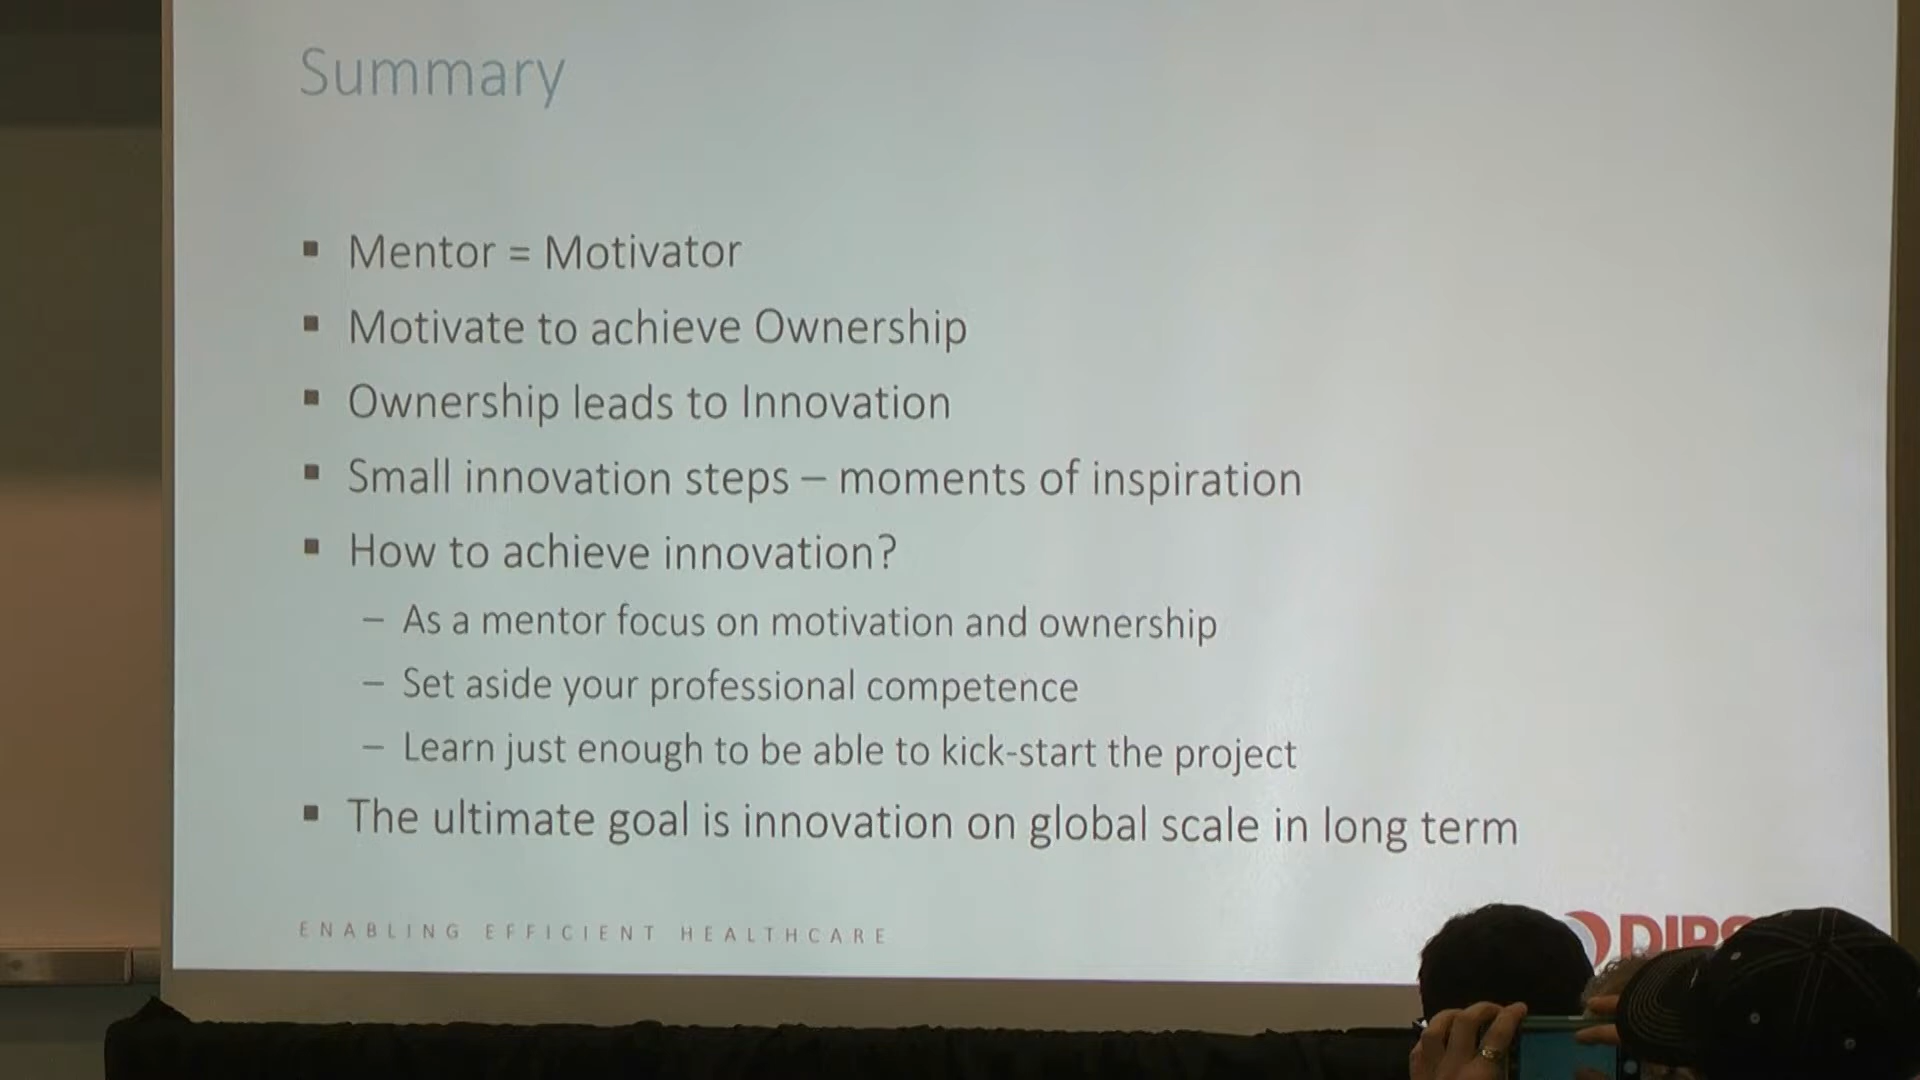 Summary
▪ Mentor = Motivator
▪ Motivate to achieve Ownership
▪ Ownership leads to Innovation
▪ Small innovation steps – moments of inspiration
▪ How to achieve innovation?
– As a mentor focus on motivation and ownership
– Set aside your professional competence
– Learn just enough to be able to kick-start the project
▪ The ultimate goal is innovation on global scale in long term
ENABLING EFFICIENT HEALTHCARE